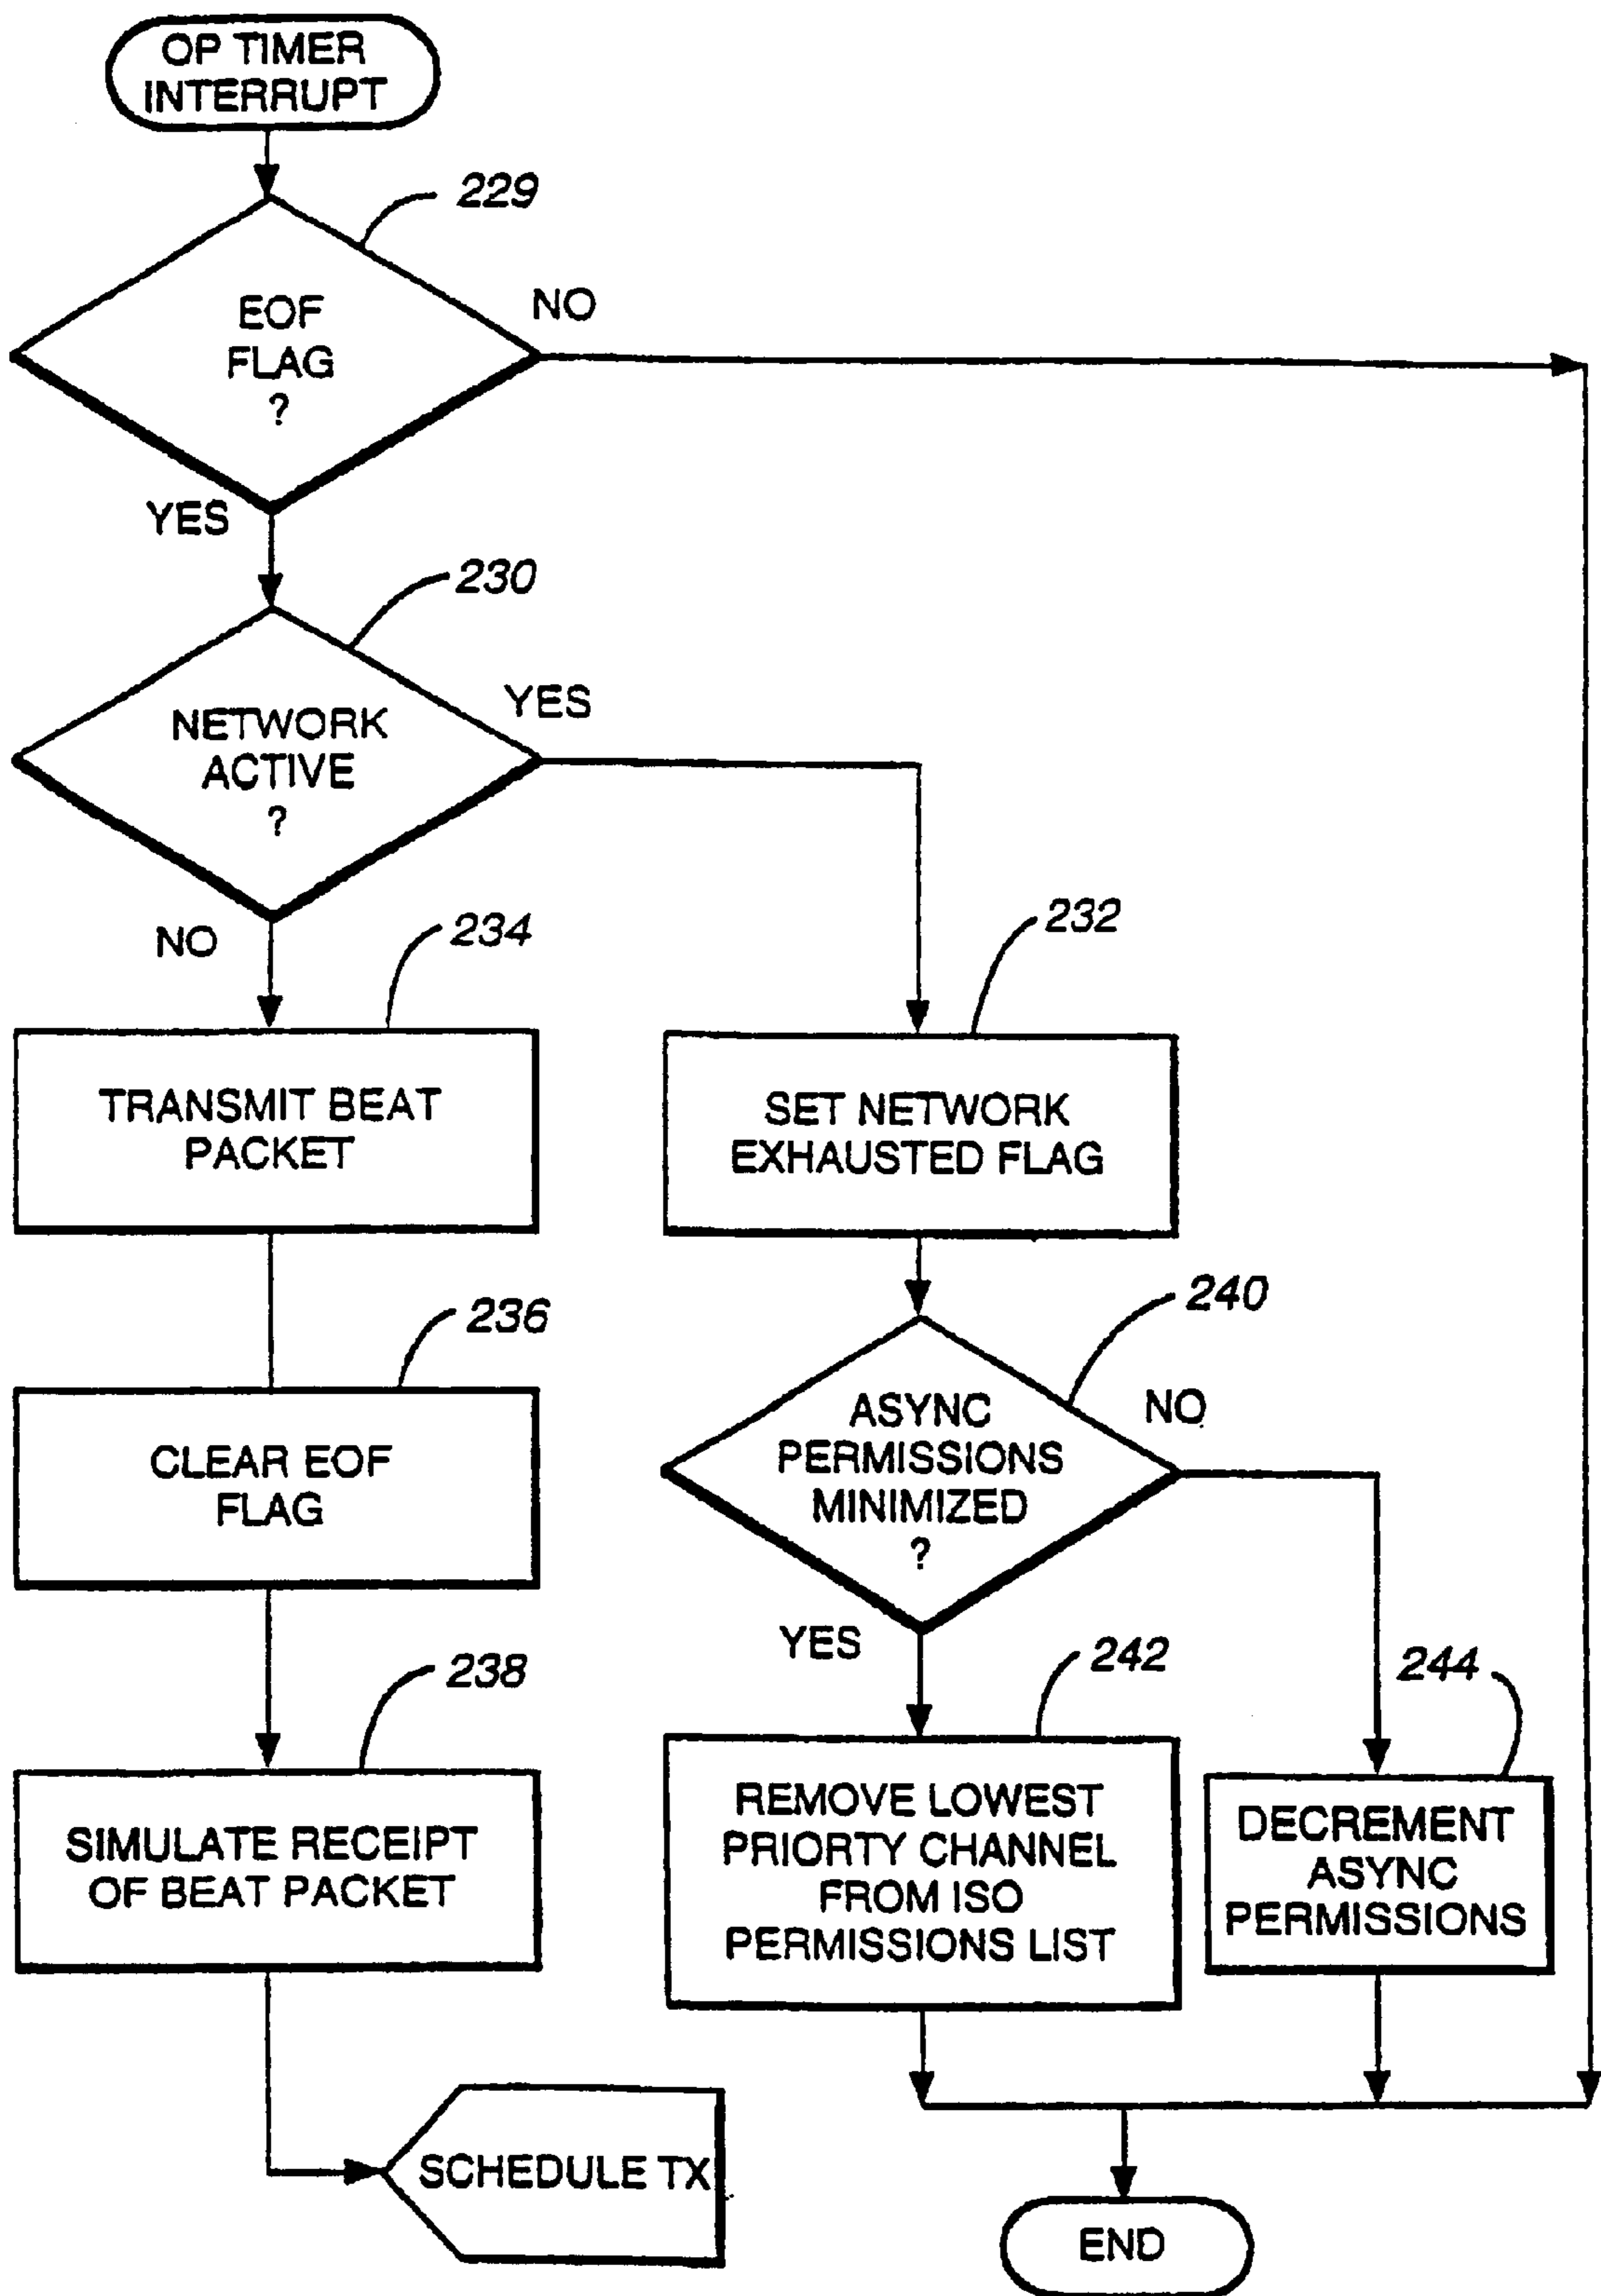 OP TIMER
INTERRUPT
229
EOF
FLAG
?
NO
YES
230
NETWORK
ACTIVE
?
YES
NO
234
232
TRANSMIT BEAT
PACKET
SET NETWORK
EXHAUSTED FLAG
236
240
CLEAR EOF
FLAG
ASYNC
PERMISSIONS
MINIMIZED
?
NO
YES
238
242
244
SIMULATE RECEIPT
OF BEAT PACKET
REMOVE LOWEST
PRIORTY CHANNEL
FROM ISO
PERMISSIONS LIST
DECREMENT
ASYNC
PERMISSIONS
SCHEDULE TX
END